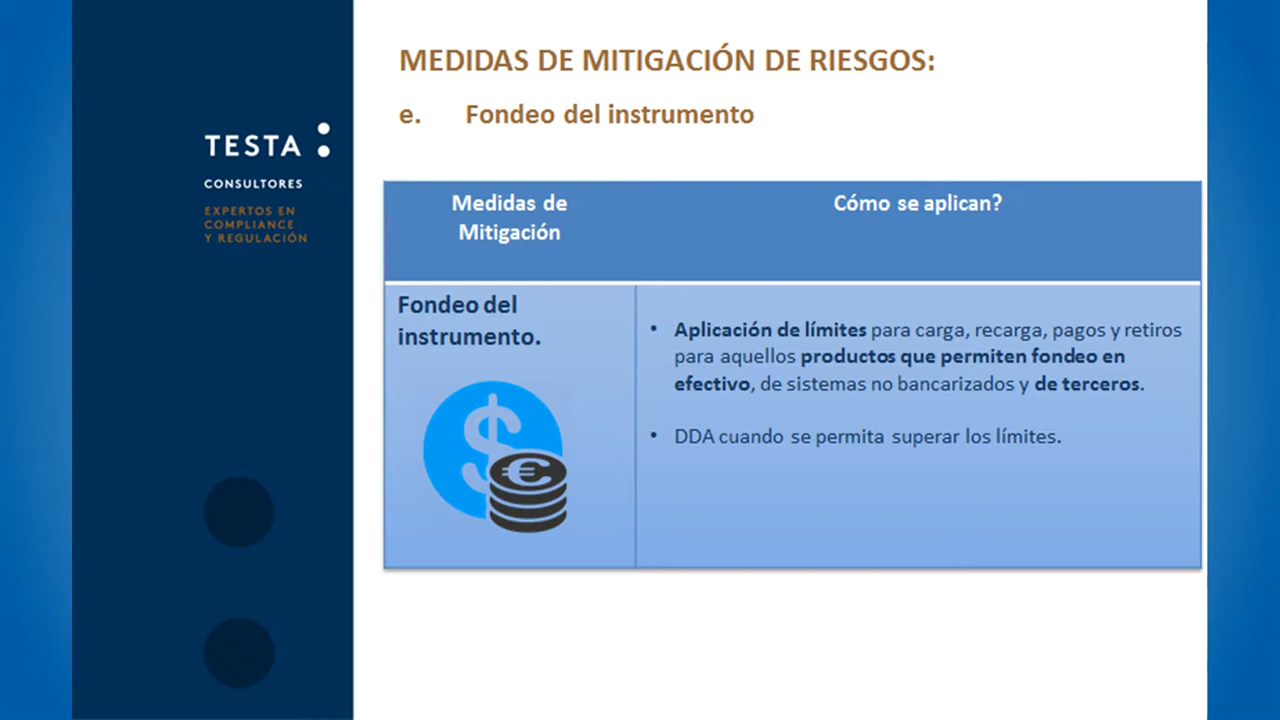 TESTA
CONSULTORES
EXPERTOS EN
COMPLIANCE
Y REGULACIÓN
MEDIDAS DE MITIGACIÓN DE RIESGOS:
e. Fondeo del instrumento
Medidas de
Mitigación
Cómo se aplican?
Fondeo del
instrumento.
• Aplicación de límites para carga, recarga, pagos y retiros
para aquellos productos que permiten fondeo en
efectivo, de sistemas no bancarizados y de terceros.
• DDA cuando se permita superar los límites.